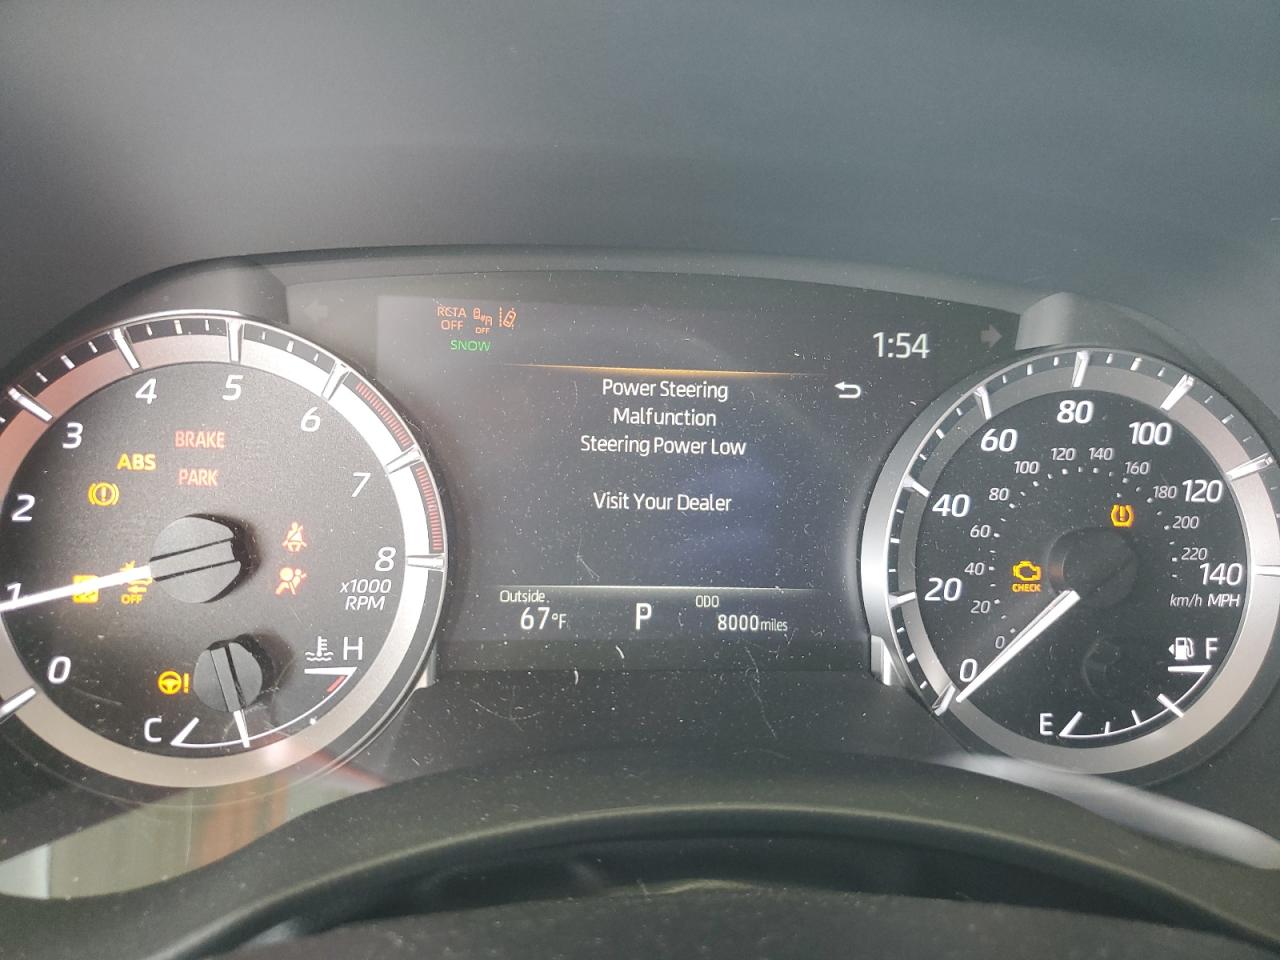 RCTA
OFF
OFF
SNOW
1:54
Power Steering
Malfunction
Steering Power Low
Visit Your Dealer
Outside
67°F
P
ODO
8000 miles
0
1
2
3
4
5
6
7
8
x1000
RPM
BRAKE
PARK
ABS
OFF
H
C
0
20
40
60
80
100
120
140
km/h MPH
0
20
40
60
80
100
120
140
160
180
200
220
CHECK
F
E